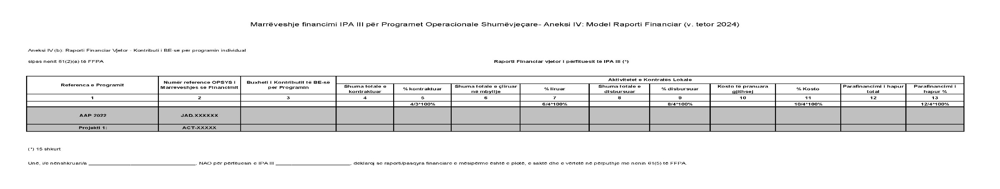 Marrëveshje financimi IPA III për Programet Operacionale Shumëvjeçare- Aneksi IV: Model Raporti Financiar (v. tetor 2024)
Aneksi IV (b): Raporti Financiar Vjetor - Kontributi i BE-së për programin individual
sipas nenit 61(2)(a) të FFPA
Raporti Financiar vjetor i përfituesit të IPA III (*)
Referenca e Programit
Numër reference OPSYS i
Marrëveshjes së Financimit
Buxheti i Kontributit të BE-së
për Programin
Aktivitetet e Kontratës Lokale
Shuma totale e
kontraktuar
% kontraktuar
Shuma totale e çliruar
në mbyllje
% liruar
Shuma totale e
disbursuar
% disbursuar
Kosto të pranuara
gjithsej
% Kosto
Parafinancimi i hapur
total
Parafinancimi i
hapur %
1 2 3 4 5 6 7 8 9 10 11 12 13
4/3*100% 6/4*100% 8/4*100% 10/4*100% 12/4*100%
AAP 2022 JAD.XXXXXX
Projekti 1: ACT-XXXXX
(*) 15 shkurt
Unë, i/e nënshkruari/a ________________________________, NAO për përfituesin e IPA III ______________________, deklaroj se raporti/pasqyra financiare e mësipërme është e plotë, e saktë dhe e vërtetë në përputhje me nenin 61(5) të FFPA.